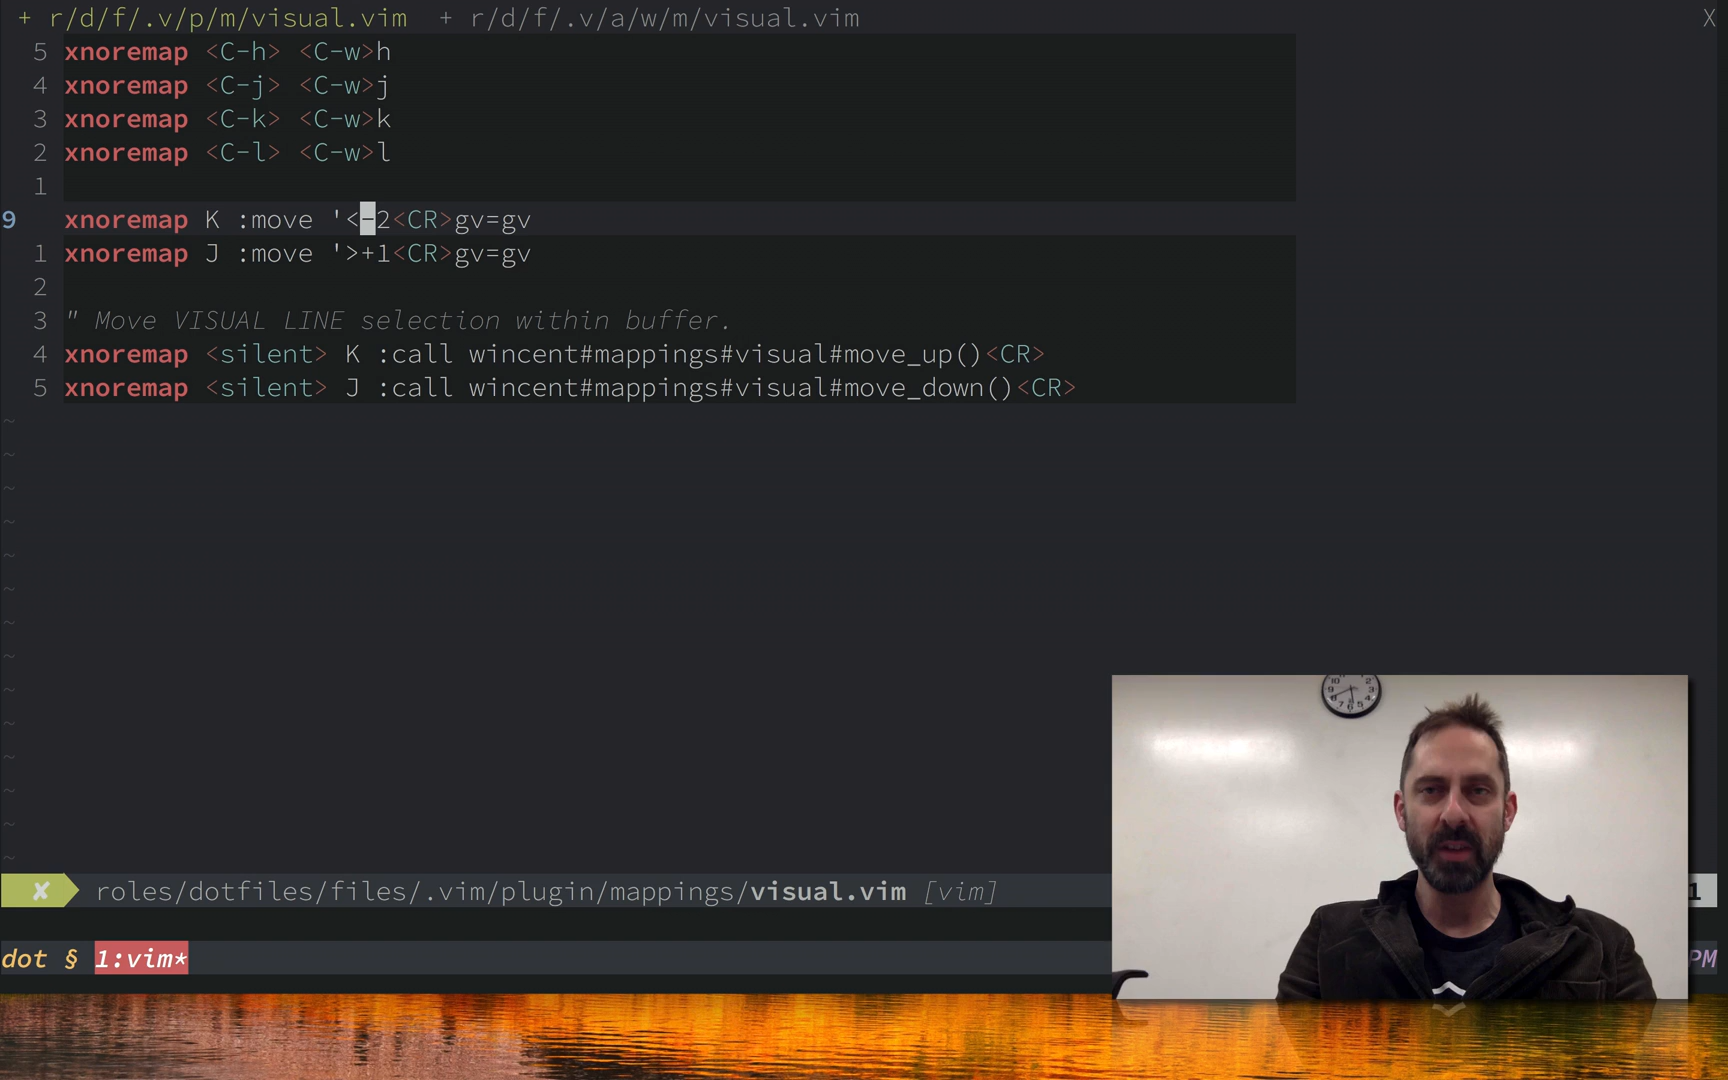 + r/d/f/.v/p/m/visual.vim + r/d/f/.v/a/w/m/visual.vim X
5 xnoremap <C-h> <C-w>h
4 xnoremap <C-j> <C-w>j
3 xnoremap <C-k> <C-w>k
2 xnoremap <C-l> <C-w>l
1
9 xnoremap K :move '<-2<CR>gv=gv
1 xnoremap J :move '>+1<CR>gv=gv
2
3 " Move VISUAL LINE selection within buffer.
4 xnoremap <silent> K :call wincent#mappings#visual#move_up()<CR>
5 xnoremap <silent> J :call wincent#mappings#visual#move_down()<CR>
~
~
~
~
~
~
~
~
~
~
~
~
~
~
✘ roles/dotfiles/files/.vim/plugin/mappings/visual.vim [vim] 1
dot § 1:vim* PM